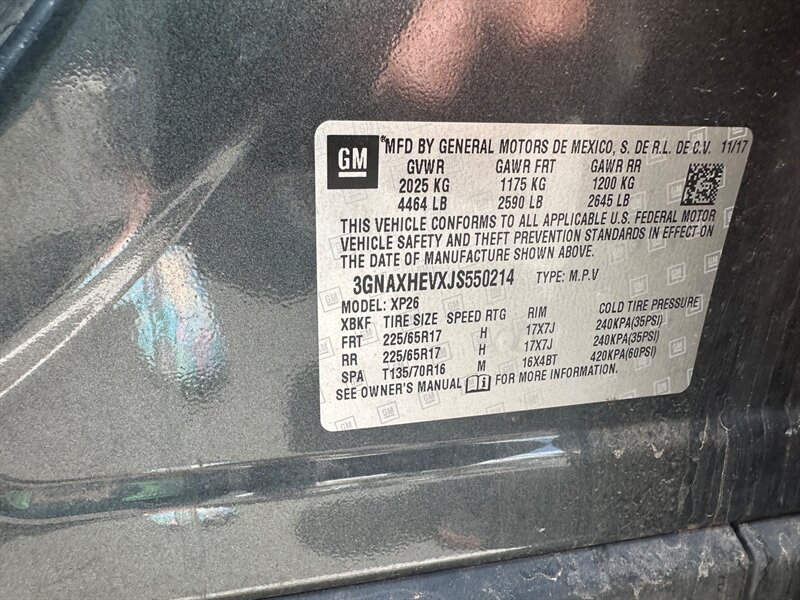 GM
MFD BY GENERAL MOTORS DE MEXICO, S. DE R.L. DE C.V. 11/17
GVWR GAWR FRT GAWR RR
2025 KG 1175 KG 1200 KG
4464 LB 2590 LB 2645 LB
THIS VEHICLE CONFORMS TO ALL APPLICABLE U.S. FEDERAL MOTOR
VEHICLE SAFETY AND THEFT PREVENTION STANDARDS IN EFFECT ON
THE DATE OF MANUFACTURE SHOWN ABOVE.
3GNAXHEVXJS550214 TYPE: M.P.V
MODEL: XP26
XBKF TIRE SIZE SPEED RTG RIM COLD TIRE PRESSURE
FRT 225/65R17 H 17X7J 240KPA(35PSI)
RR 225/65R17 H 17X7J 240KPA(35PSI)
SPA T135/70R16 M 16X4BT 420KPA(60PSI)
SEE OWNER'S MANUAL FOR MORE INFORMATION.